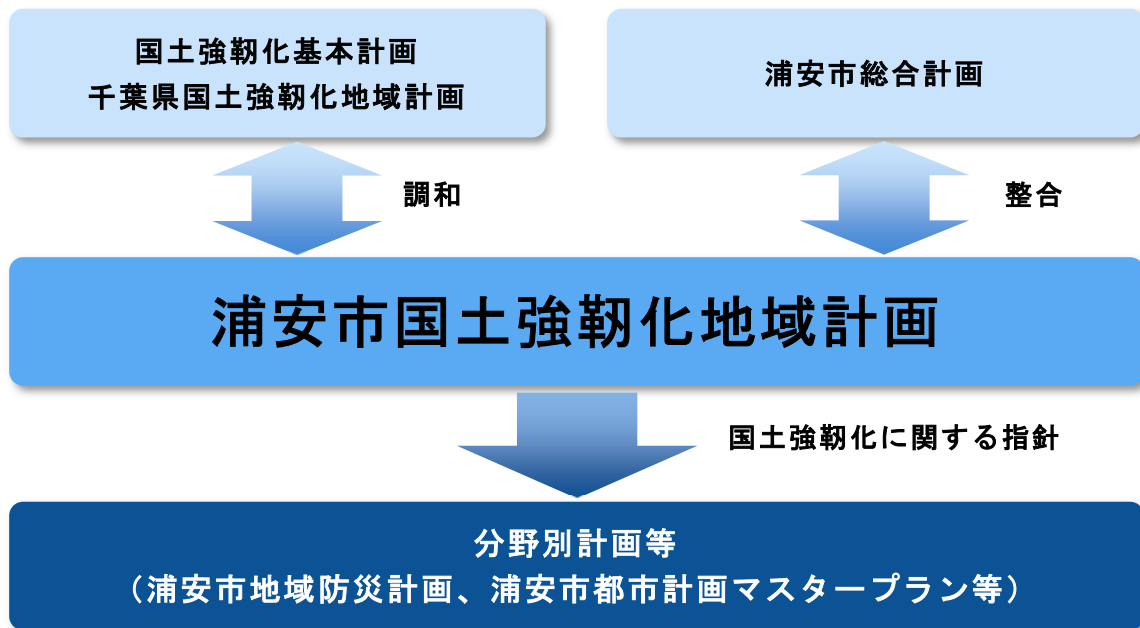 国土強靱化基本計画
千葉県国土強靱化地域計画
浦安市総合計画
調和
整合
浦安市国土強靱化地域計画
国土強靱化に関する指針
分野別計画等
（浦安市地域防災計画、浦安市都市計画マスタープラン等）